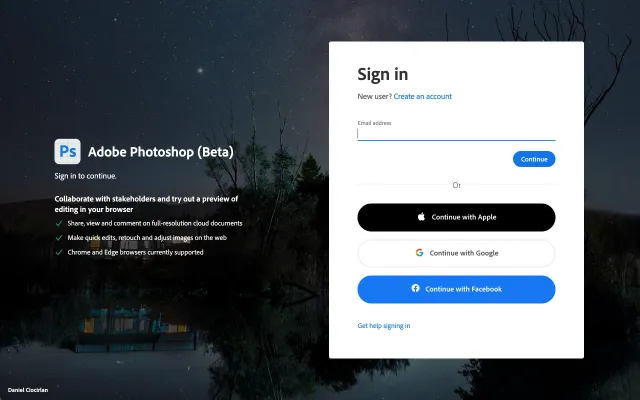 Ps Adobe Photoshop (Beta)
Sign in to continue.
Collaborate with stakeholders and try out a preview of
editing in your browser
Share, view and comment on full-resolution cloud documents
Make quick edits, retouch and adjust images on the web
Chrome and Edge browsers currently supported
Daniel Ciocirlan
Sign in
New user? Create an account
Email address
Continue
Or
Continue with Apple
Continue with Google
Continue with Facebook
Get help signing in